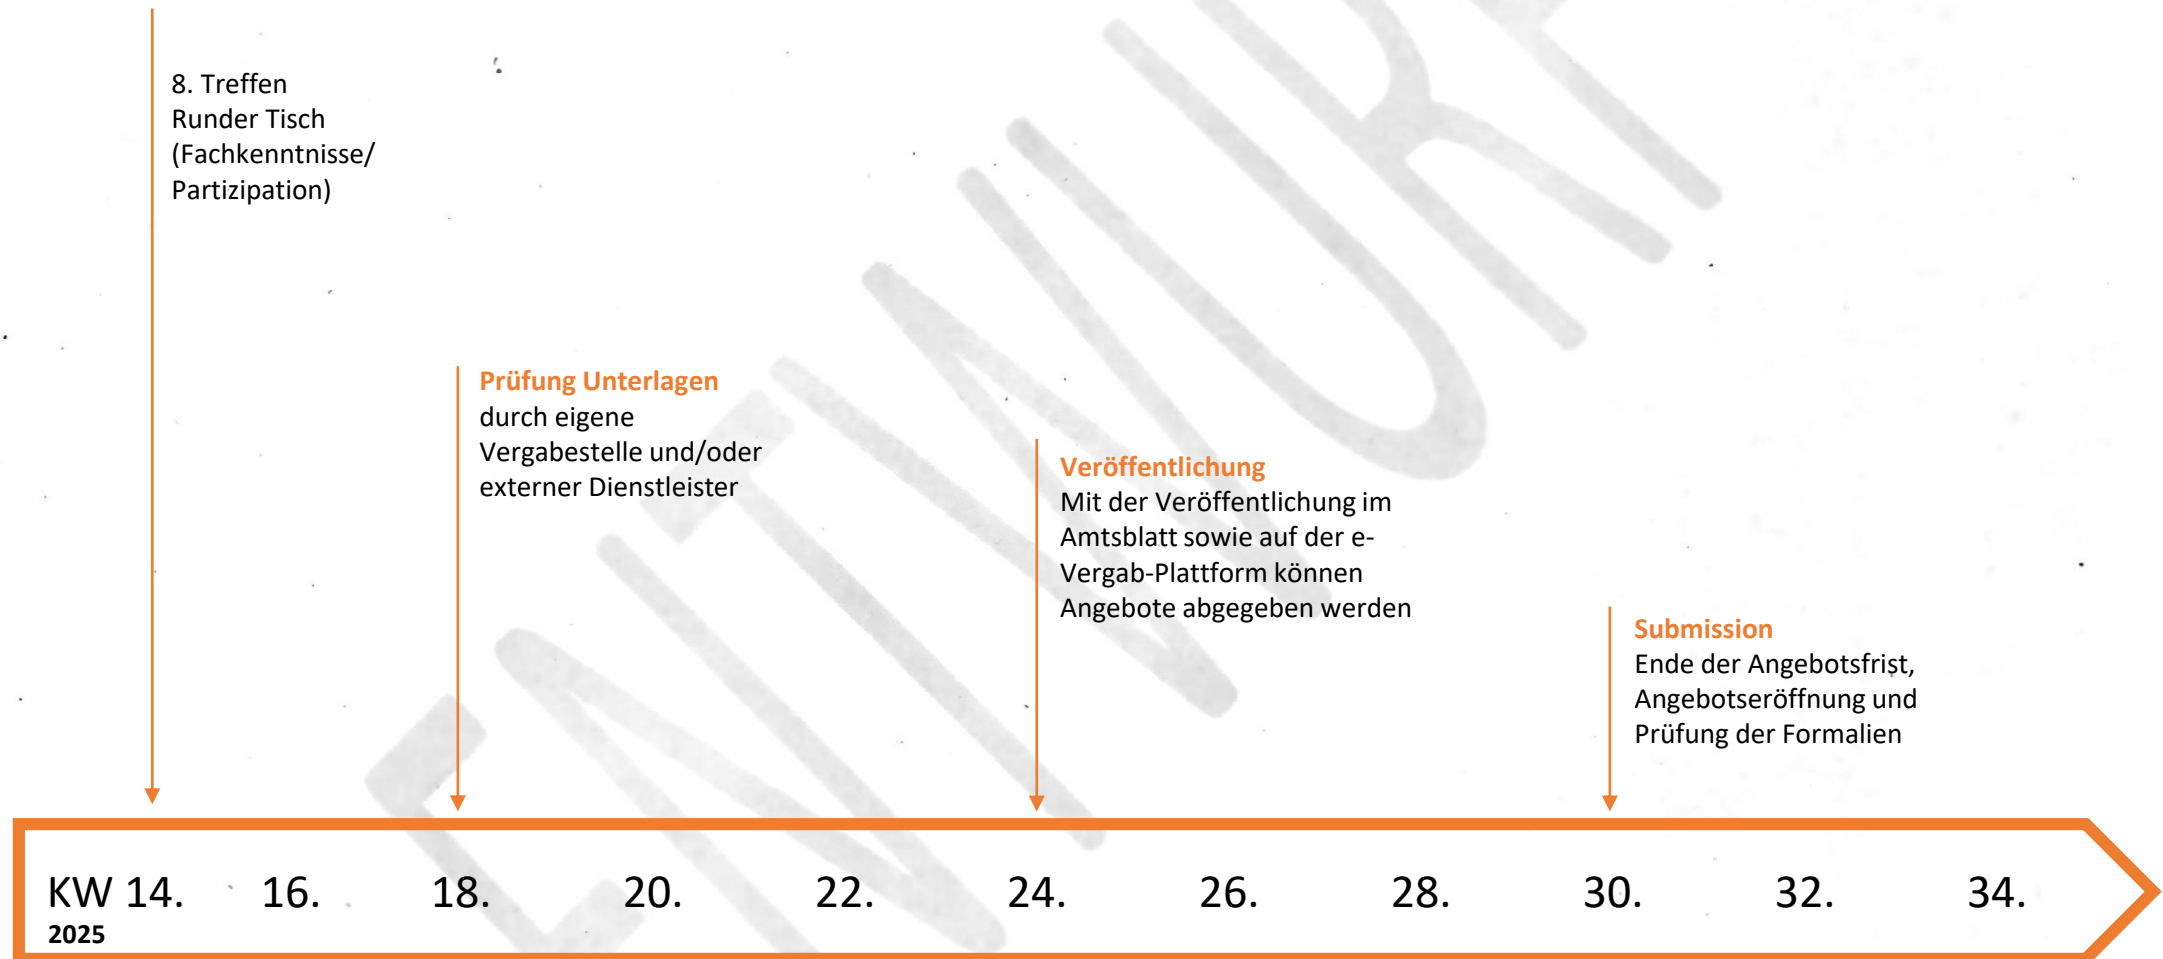 8. Treffen
Runder Tisch
(Fachkenntnisse/
Partizipation)
Prüfung Unterlagen
durch eigene
Vergabestelle und/oder
externer Dienstleister
Veröffentlichung
Mit der Veröffentlichung im
Amtsblatt sowie auf der e-
Vergab-Plattform können
Angebote abgegeben werden
Submission
Ende der Angebotsfrist,
Angebotseröffnung und
Prüfung der Formalien
KW 14. 16. 18. 20. 22. 24. 26. 28. 30. 32. 34.
2025
ENTWURF